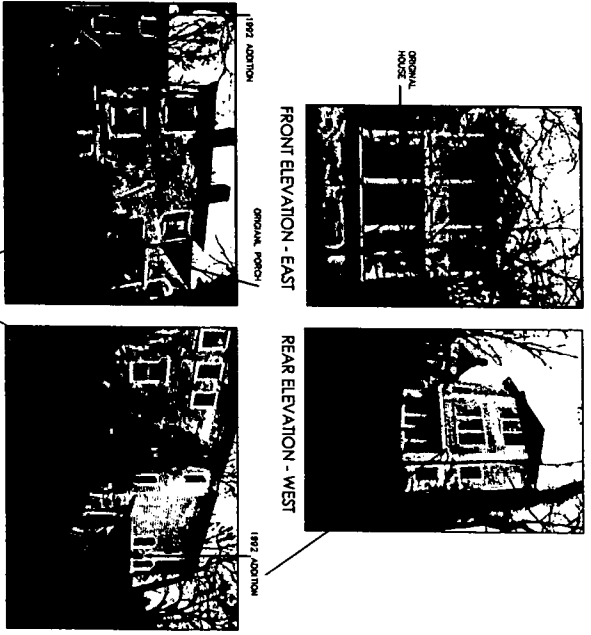 ORIGINAL
HOUSE
FRONT ELEVATION - EAST
REAR ELEVATION - WEST
1992 ADDITION
ORIGINAL PORCH
1992 ADDITION